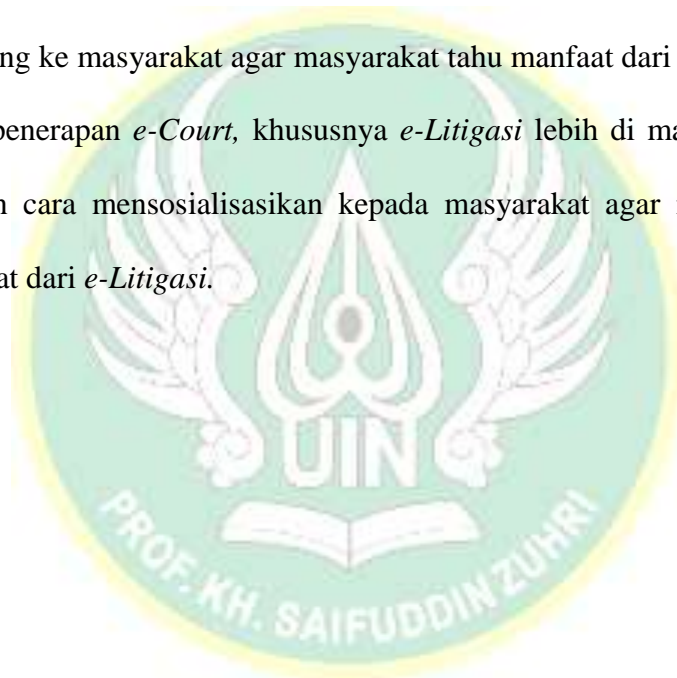 ng ke masyarakat agar masyarakat tahu manfaat dari
penerapan e-Court, khususnya e-Litigasi lebih di ma
cara mensosialisasikan kepada masyarakat agar
at dari e-Litigasi.
UIN
PROF. KH. SAIFUDDIN ZUHRI